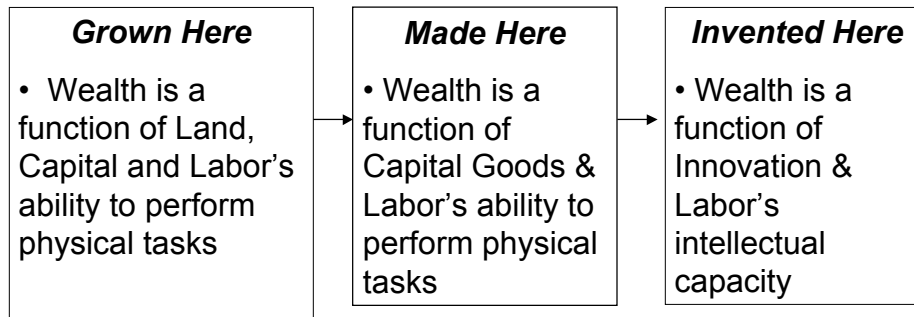 Grown Here
• Wealth is a
function of Land,
Capital and Labor’s
ability to perform
physical tasks
Made Here
• Wealth is a
function of
Capital Goods &
Labor’s ability to
perform physical
tasks
Invented Here
• Wealth is a
function of
Innovation &
Labor’s
intellectual
capacity